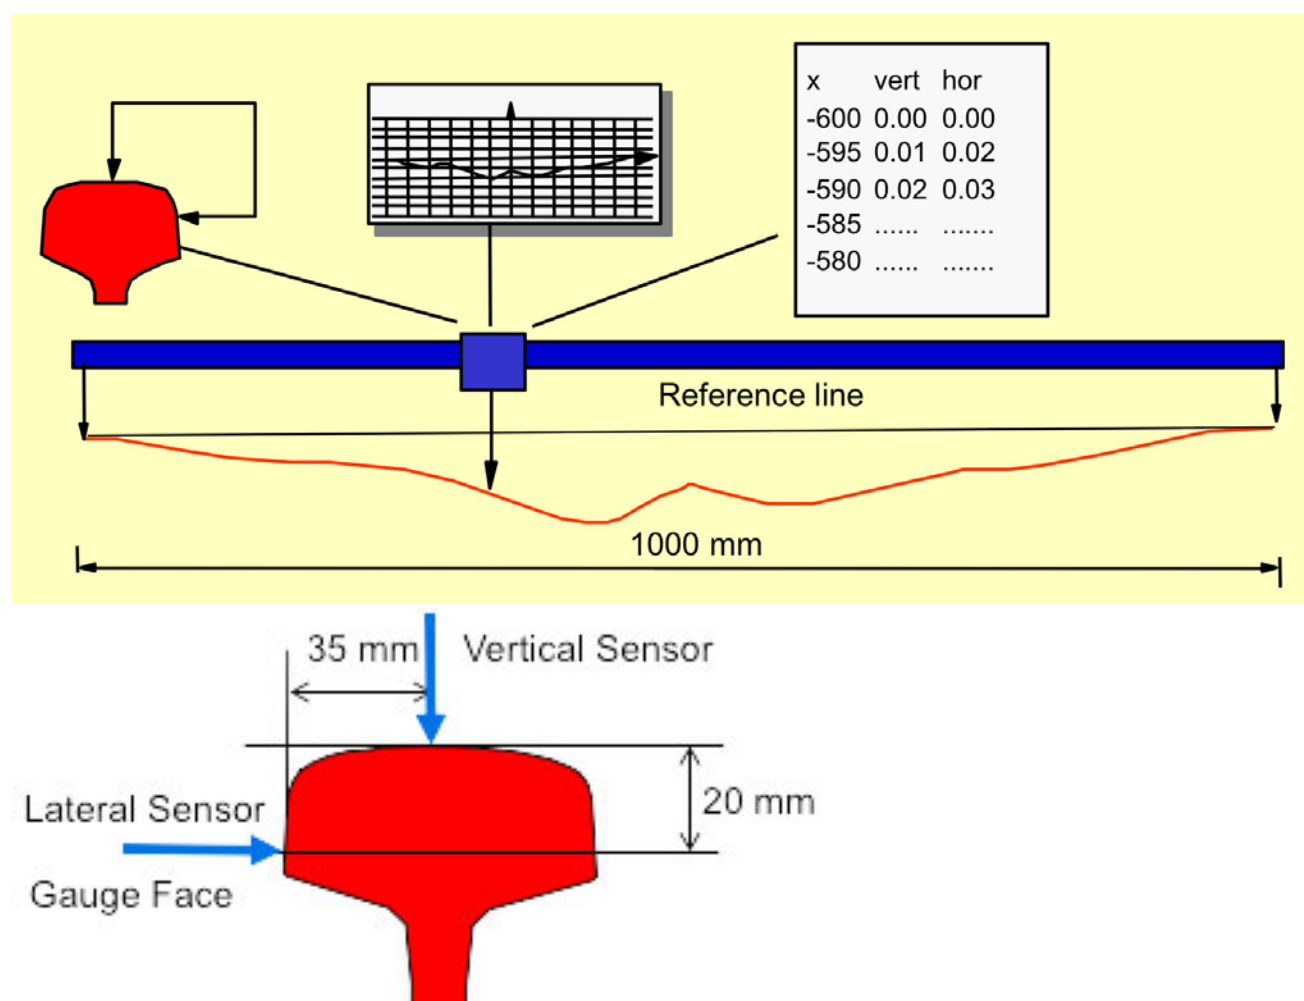 x vert hor
-600 0.00 0.00
-595 0.01 0.02
-590 0.02 0.03
-585 ...... .......
-580 ...... .......
Reference line
1000 mm
35 mm Vertical Sensor
20 mm
Lateral Sensor
Gauge Face